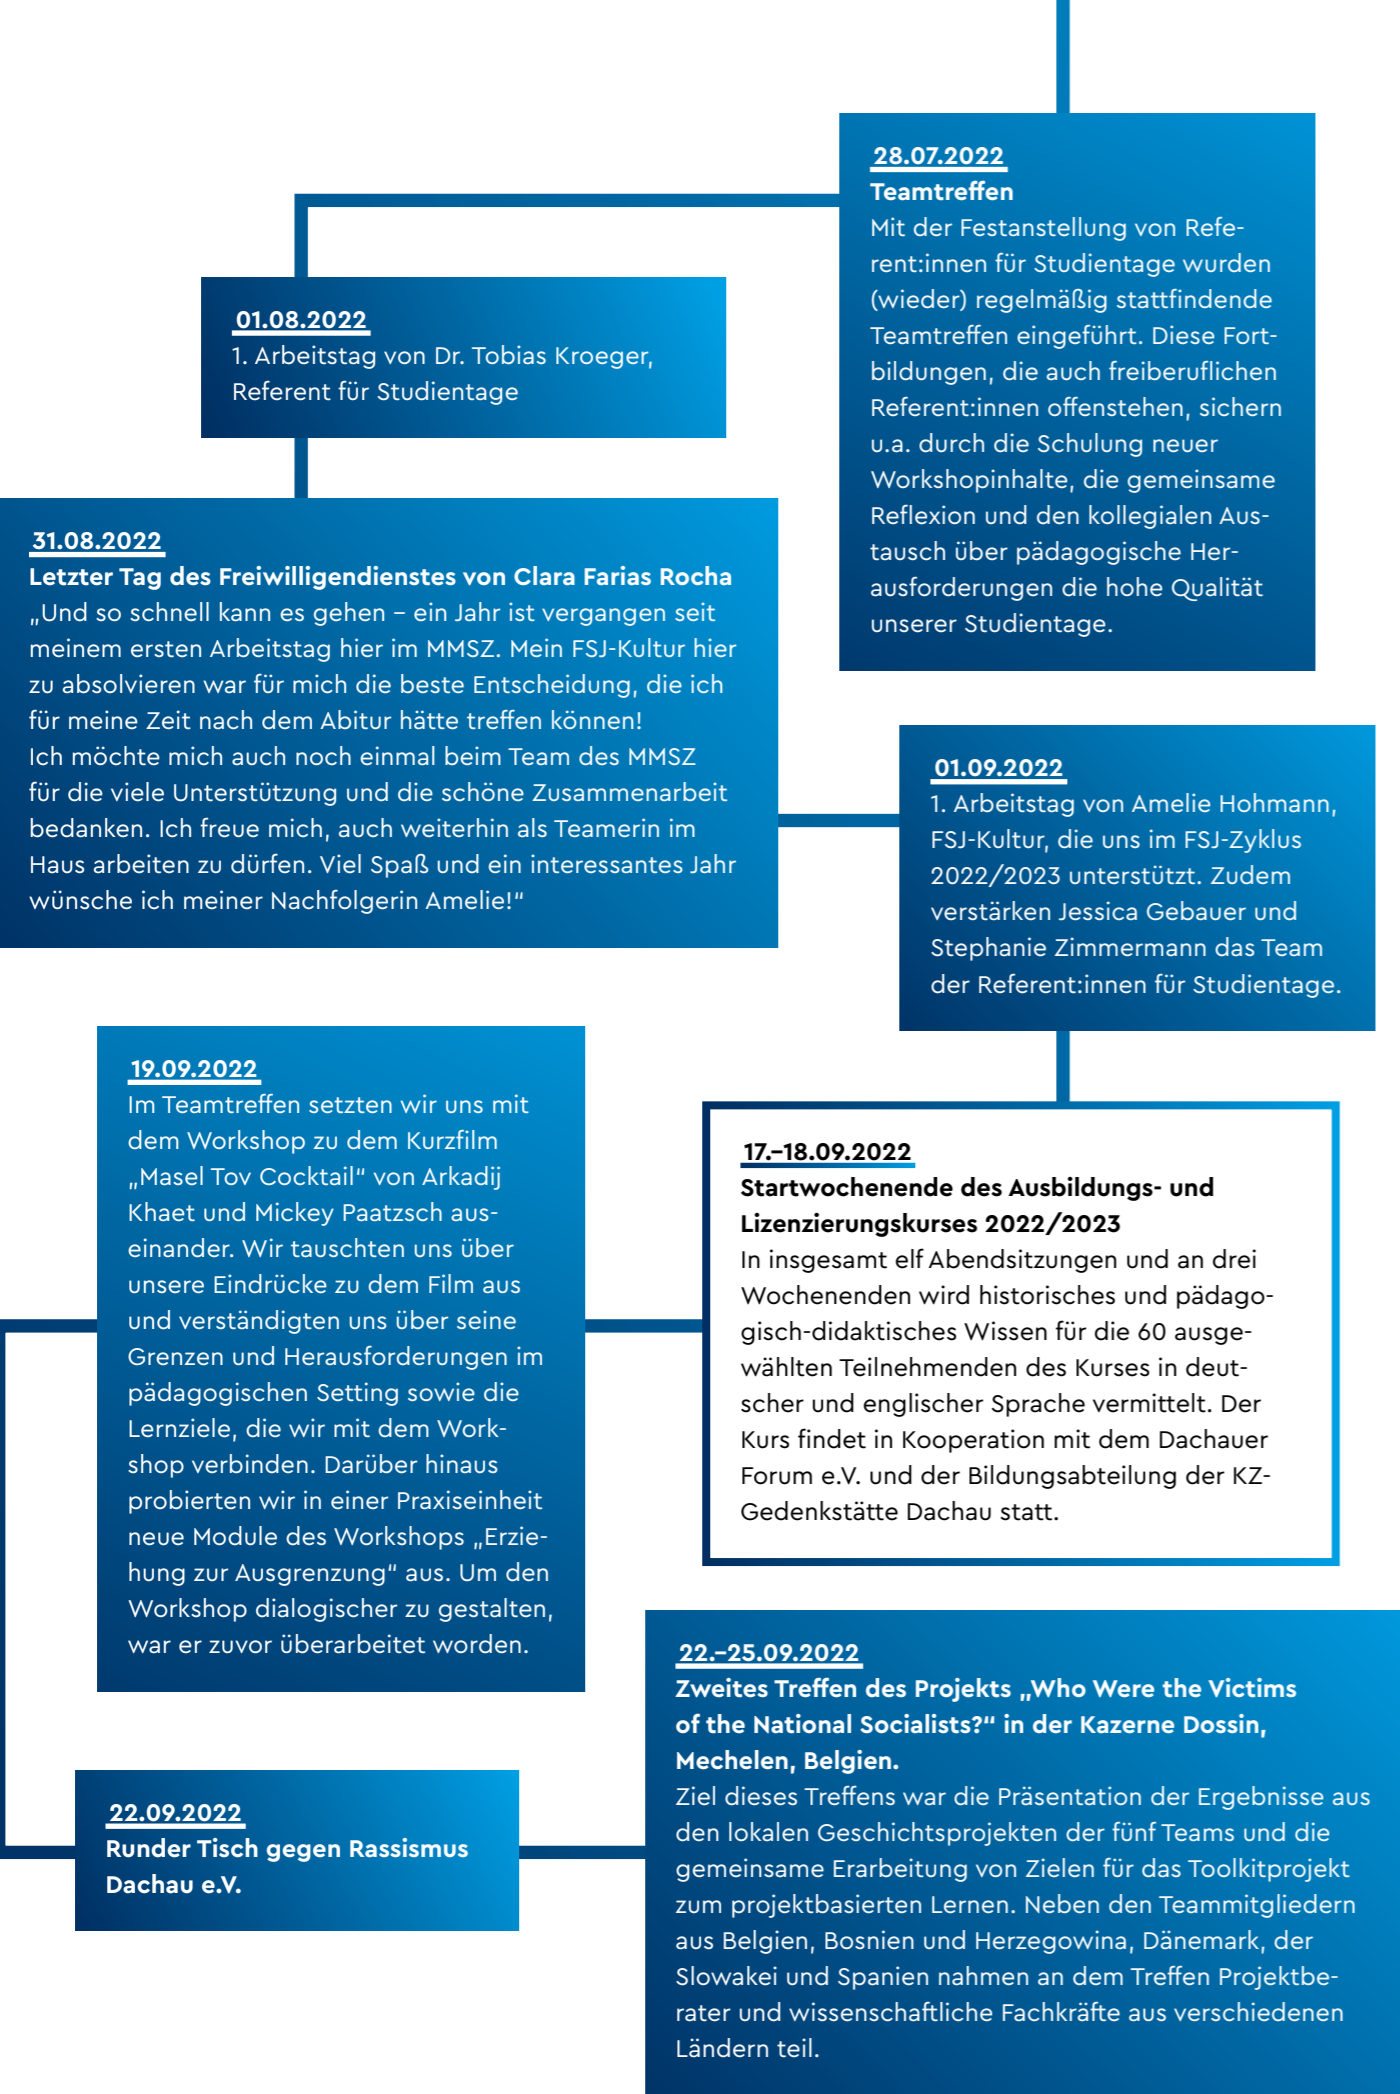 28.07.2022
Teamtreffen
Mit der Festanstellung von Refe-
rent:innen für Studientage wurden
(wieder) regelmäßig stattfindende
Teamtreffen eingeführt. Diese Fort-
bildungen, die auch freiberuflichen
Referent:innen offenstehen, sichern
u.a. durch die Schulung neuer
Workshopinhalte, die gemeinsame
Reflexion und den kollegialen Aus-
tausch über pädagogische Her-
ausforderungen die hohe Qualität
unserer Studientage.
01.08.2022
1. Arbeitstag von Dr. Tobias Kroeger,
Referent für Studientage
31.08.2022
Letzter Tag des Freiwilligendienstes von Clara Farias Rocha
„Und so schnell kann es gehen – ein Jahr ist vergangen seit
meinem ersten Arbeitstag hier im MMSZ. Mein FSJ-Kultur hier
zu absolvieren war für mich die beste Entscheidung, die ich
für meine Zeit nach dem Abitur hätte treffen können!
Ich möchte mich auch noch einmal beim Team des MMSZ
für die viele Unterstützung und die schöne Zusammenarbeit
bedanken. Ich freue mich, auch weiterhin als Teamerin im
Haus arbeiten zu dürfen. Viel Spaß und ein interessantes Jahr
wünsche ich meiner Nachfolgerin Amelie!“
01.09.2022
1. Arbeitstag von Amelie Hohmann,
FSJ-Kultur, die uns im FSJ-Zyklus
2022/2023 unterstützt. Zudem
verstärken Jessica Gebauer und
Stephanie Zimmermann das Team
der Referent:innen für Studientage.
17.–18.09.2022
Startwochenende des Ausbildungs- und
Lizenzierungskurses 2022/2023
In insgesamt elf Abendsitzungen und an drei
Wochenenden wird historisches und pädago-
gisch-didaktisches Wissen für die 60 ausge-
wählten Teilnehmenden des Kurses in deut-
scher und englischer Sprache vermittelt. Der
Kurs findet in Kooperation mit dem Dachauer
Forum e.V. und der Bildungsabteilung der KZ-
Gedenkstätte Dachau statt.
19.09.2022
Im Teamtreffen setzten wir uns mit
dem Workshop zu dem Kurzfilm
„Masel Tov Cocktail“ von Arkadij
Khaet und Mickey Paatzsch aus-
einander. Wir tauschten uns über
unsere Eindrücke zu dem Film aus
und verständigten uns über seine
Grenzen und Herausforderungen im
pädagogischen Setting sowie die
Lernziele, die wir mit dem Work-
shop verbinden. Darüber hinaus
probierten wir in einer Praxiseinheit
neue Module des Workshops „Erzie-
hung zur Ausgrenzung“ aus. Um den
Workshop dialogischer zu gestalten,
war er zuvor überarbeitet worden.
22.09.2022
Runder Tisch gegen Rassismus
Dachau e.V.
22.–25.09.2022
Zweites Treffen des Projekts „Who Were the Victims
of the National Socialists?“ in der Kazerne Dossin,
Mechelen, Belgien.
Ziel dieses Treffens war die Präsentation der Ergebnisse aus
den lokalen Geschichtsprojekten der fünf Teams und die
gemeinsame Erarbeitung von Zielen für das Toolkitprojekt
zum projektbasierten Lernen. Neben den Teammitgliedern
aus Belgien, Bosnien und Herzegowina, Dänemark, der
Slowakei und Spanien nahmen an dem Treffen Projektbe-
rater und wissenschaftliche Fachkräfte aus verschiedenen
Ländern teil.